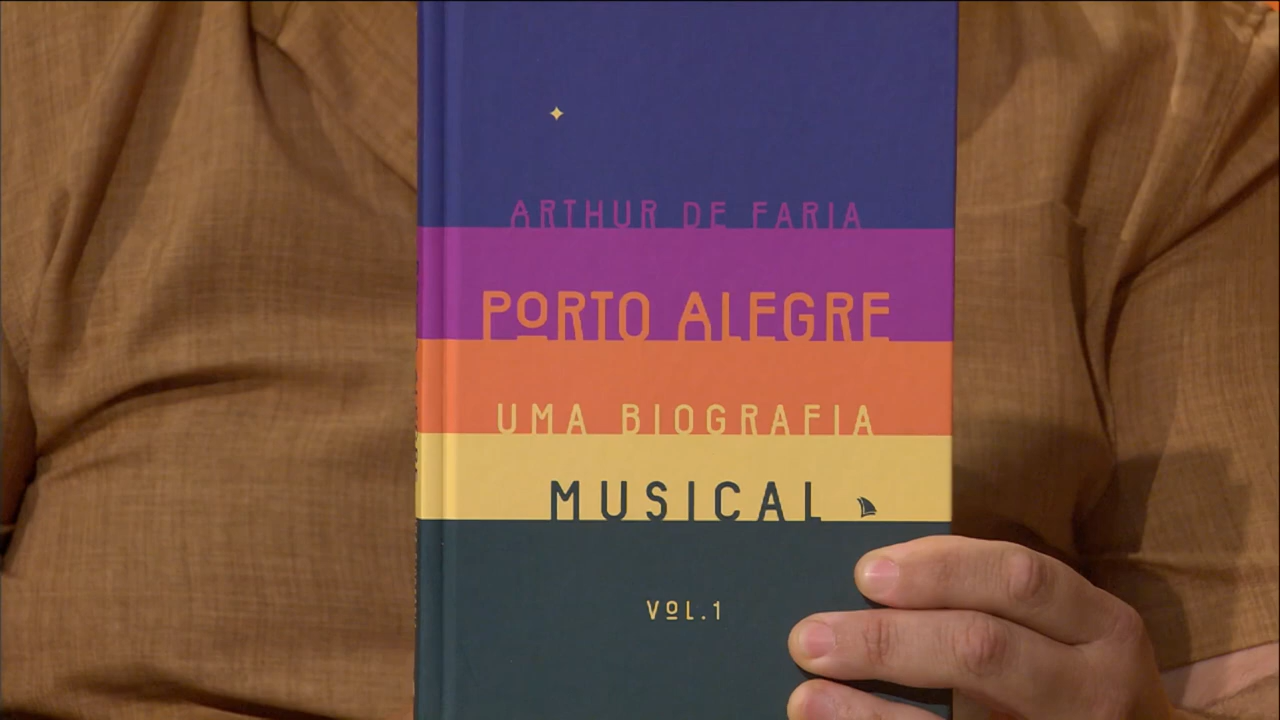 ARTHUR DE FARIA
PORTO ALEGRE
UMA BIOGRAFIA
MUSICAL
VOL.1